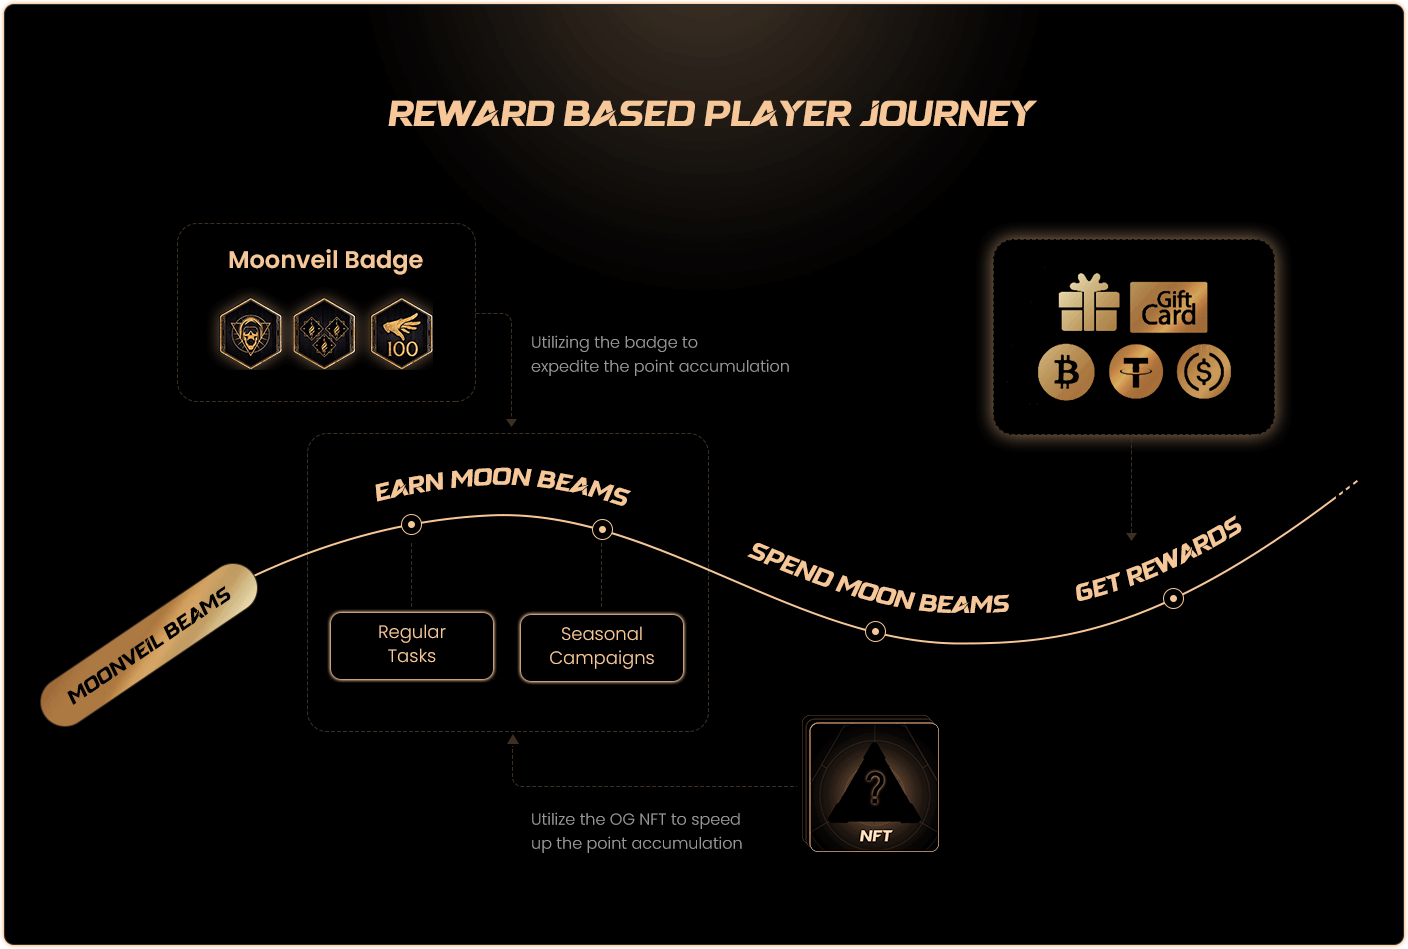 REWARD BASED PLAYER JOURNEY
Moonveil Badge
100
Utilizing the badge to
expedite the point accumulation
Gift
Card
EARN MOON BEAMS
SPEND MOON BEAMS
GET REWARDS
MOONVEIL BEAMS
Regular
Tasks
Seasonal
Campaigns
?
NFT
Utilize the OG NFT to speed
up the point accumulation